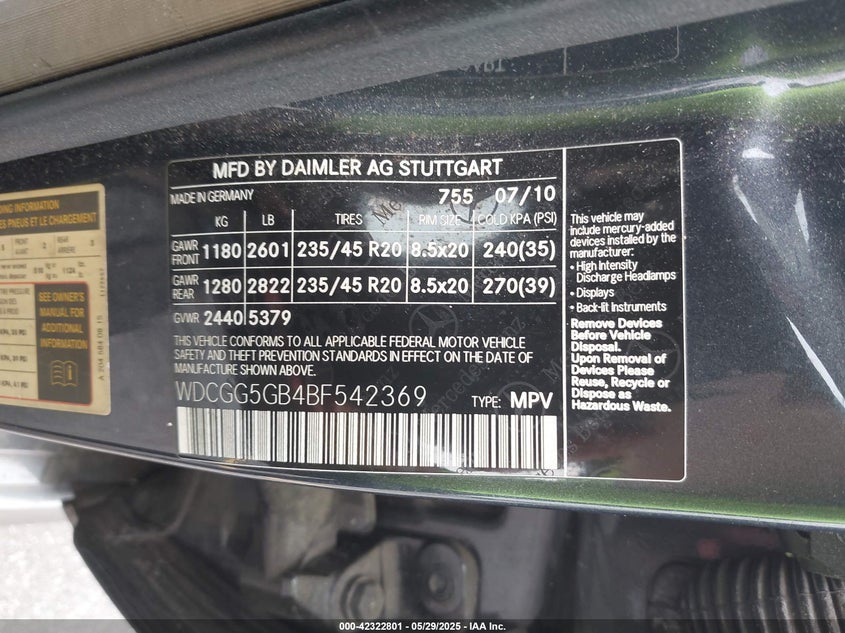 MFD BY DAIMLER AG STUTTGART
MADE IN GERMANY 755 07/10
KG LB TIRES RIM SIZE COLD KPA (PSI)
GAWR FRONT 1180 2601 235/45 R20 8.5x20 240(35)
GAWR REAR 1280 2822 235/45 R20 8.5x20 270(39)
GVWR 2440 5379
THIS VEHICLE CONFORMS TO ALL APPLICABLE FEDERAL MOTOR VEHICLE
SAFETY AND THEFT PREVENTION STANDARDS IN EFFECT ON THE DATE OF
MANUFACTURE SHOWN ABOVE.
WDCGG5GB4BF542369 TYPE: MPV
This vehicle may
include mercury-added
devices installed by the
manufacturer:
• High Intensity
Discharge Headlamps
• Displays
• Back-lit Instruments
Remove Devices
Before Vehicle
Disposal.
Upon Removal of
Devices Please
Reuse, Recycle or
Dispose as
Hazardous Waste.
INFORMATION
PNEUS ET LE CHARGEMENT
SEE OWNER'S
MANUAL FOR
ADDITIONAL
INFORMATION
000-42322801 - 05/29/2025 - IAA Inc.